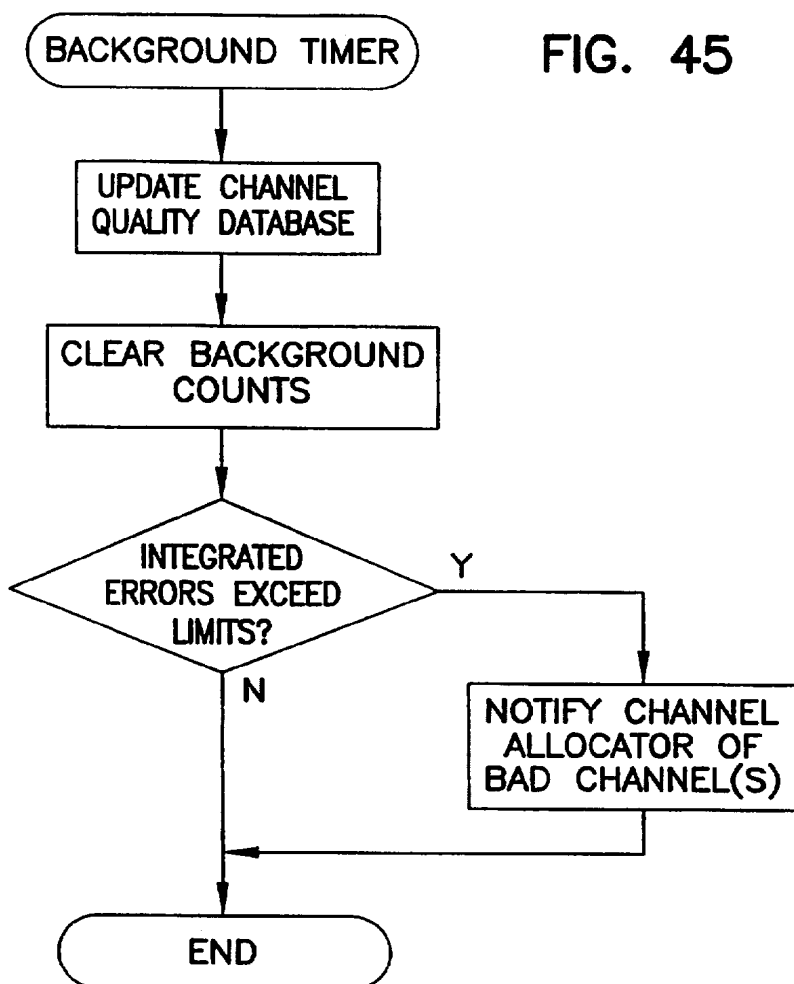 BACKGROUND TIMER
FIG. 45
UPDATE CHANNEL
QUALITY DATABASE
CLEAR BACKGROUND
COUNTS
INTEGRATED
ERRORS EXCEED
LIMITS?
Y
N
NOTIFY CHANNEL
ALLOCATOR OF
BAD CHANNEL(S)
END